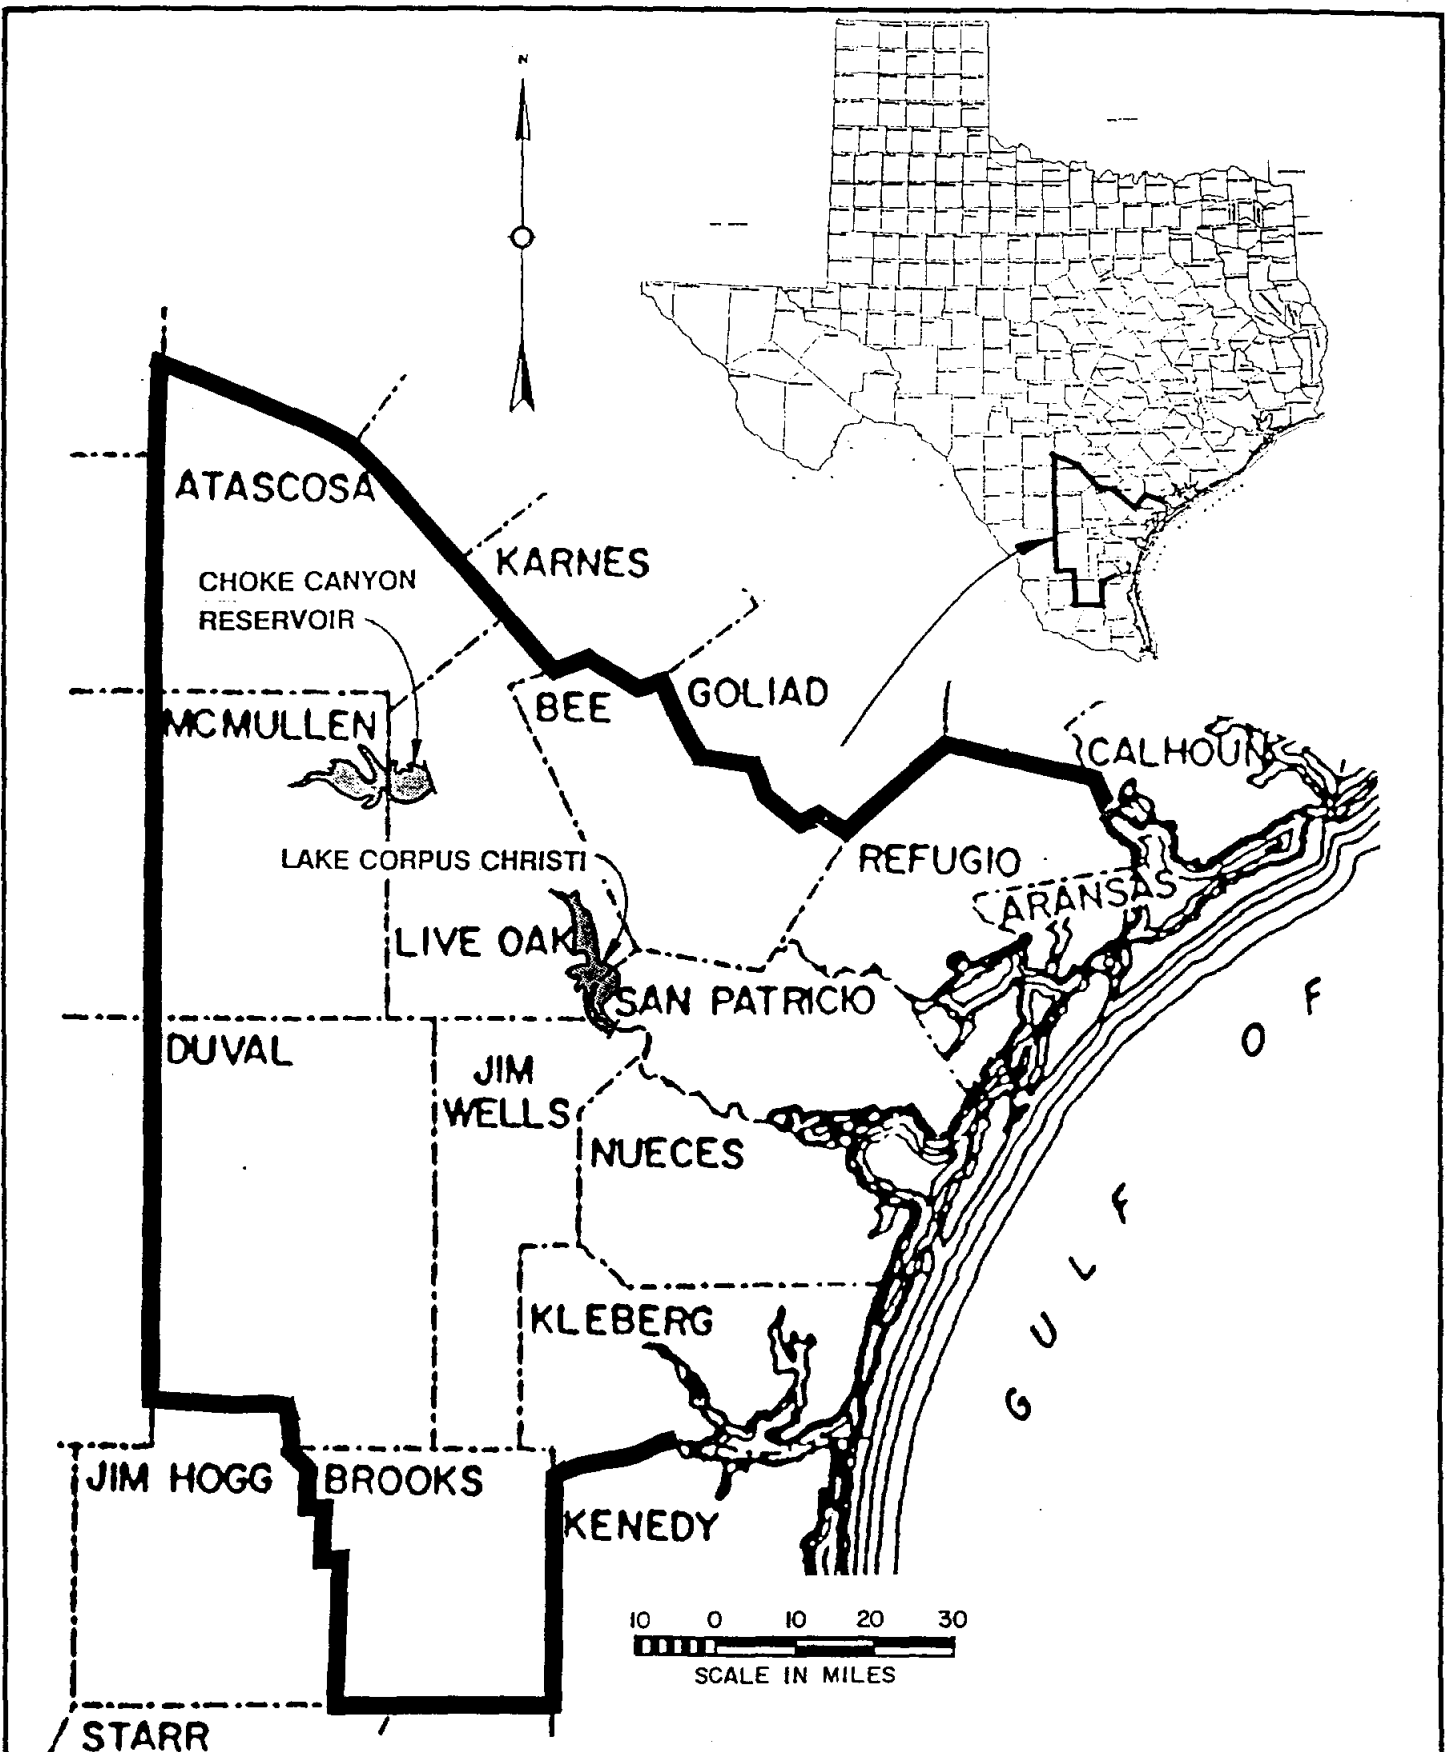 N
ATASCOSA
KARNES
CHOKE CANYON
RESERVOIR
BEE
GOLIAD
MCMULLEN
CALHOUN
LAKE CORPUS CHRISTI
REFUGIO
ARANSAS
LIVE OAK
SAN PATRICIO
DUVAL
JIM
WELLS
NUECES
GULF OF
KLEBERG
JIM HOGG
BROOKS
KENEDY
10 0 10 20 30
SCALE IN MILES
STARR